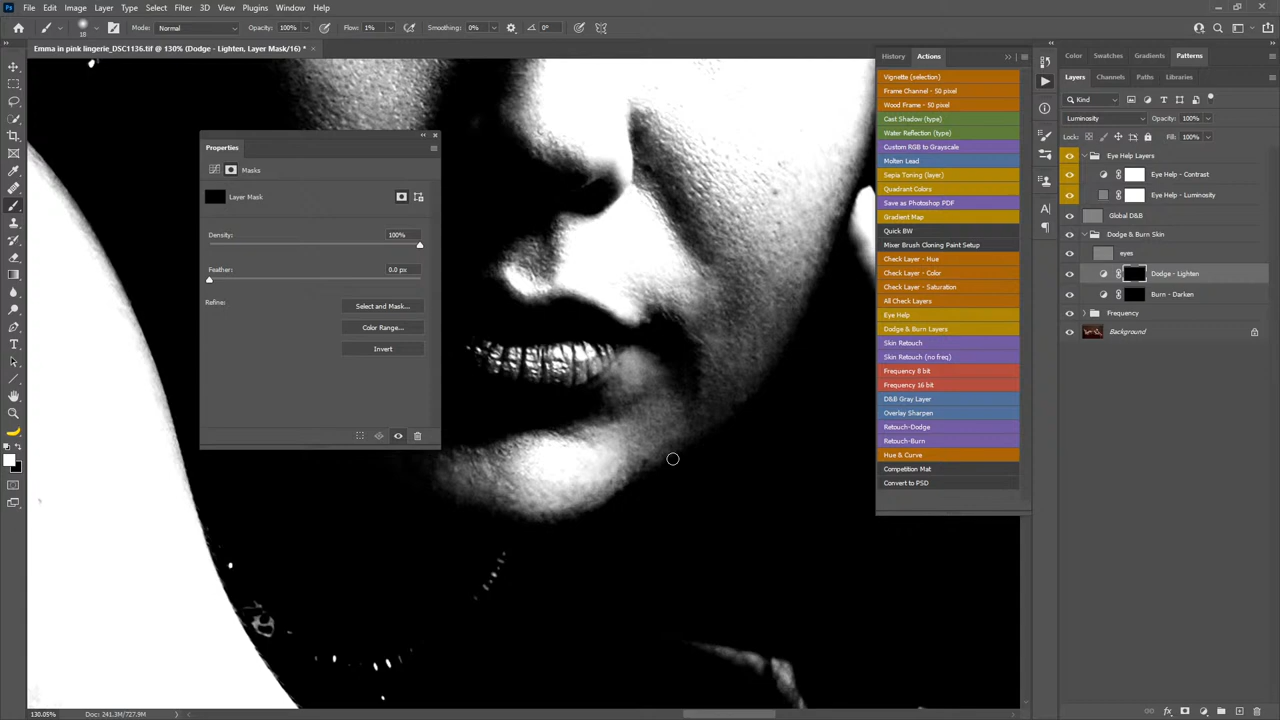 File Edit Image Layer Type Select Filter 3D View Plugins Window Help
18 Mode: Normal Opacity: 100% Flow: 1% Smoothing: 0% 0°
Emma in pink lingerie_DSC1136.tif @ 130% (Dodge - Lighten, Layer Mask/16) * ×
History Actions
Vignette (selection)
Frame Channel - 50 pixel
Wood Frame - 50 pixel
Cast Shadow (type)
Water Reflection (type)
Custom RGB to Grayscale
Molten Lead
Sepia Toning (layer)
Quadrant Colors
Save as Photoshop PDF
Gradient Map
Quick BW
Mixer Brush Cloning Paint Setup
Check Layer - Hue
Check Layer - Color
Check Layer - Saturation
All Check Layers
Eye Help
Dodge & Burn Layers
Skin Retouch
Skin Retouch (no freq)
Frequency 8 bit
Frequency 16 bit
D&B Gray Layer
Overlay Sharpen
Retouch-Dodge
Retouch-Burn
Hue & Curve
Competition Mat
Convert to PSD
Color Swatches Gradients Patterns
Layers Channels Paths Libraries
Kind
Luminosity Opacity: 100%
Lock: Fill: 100%
Eye Help Layers
Eye Help - Contrast
Eye Help - Luminosity
Global D&B
Dodge & Burn Skin
eyes
Dodge - Lighten
Burn - Darken
Frequency
Background
Properties
Masks
Layer Mask
Density: 100%
Feather: 0.0 px
Refine: Select and Mask...
Color Range...
Invert
130.05% Doc: 241.3M/727.9M